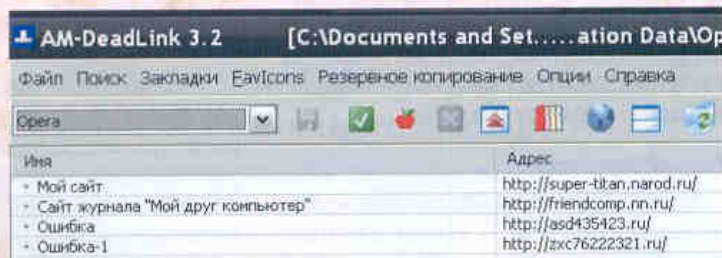 AM-DeadLink 3.2 [C:\Documents and Set.....ation Data\Op
Файл Поиск Закладки FavIcons Резервное копирование Опции Справка
Opera
Имя Адрес
Мой сайт http://super-titan.narod.ru/
Сайт журнала "Мой друг компьютер" http://friendcomp.nn.ru/
Ошибка http://asd435423.ru/
Ошибка-1 http://zxc76222321.ru/